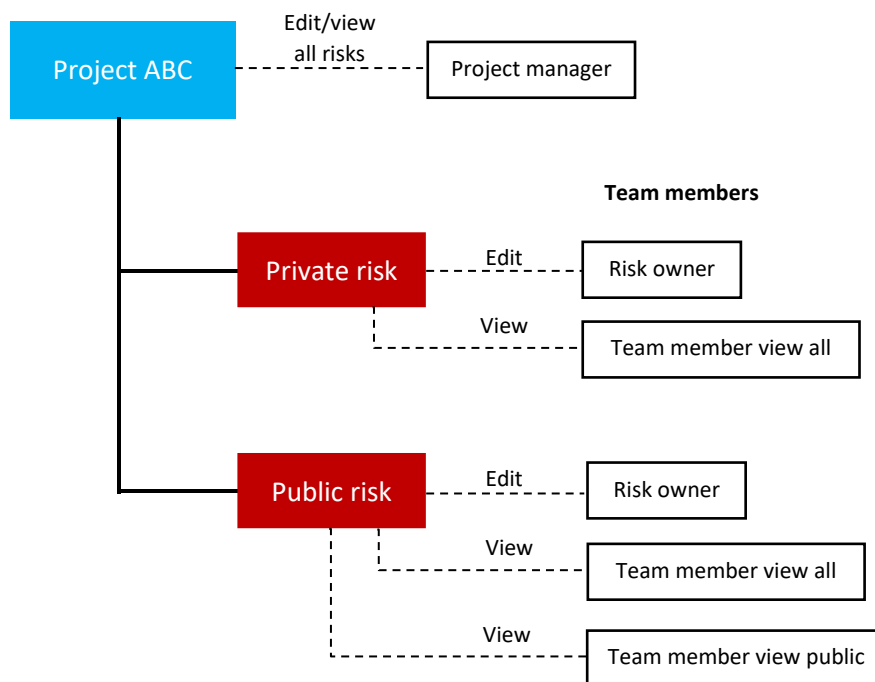 Edit/view
all risks
Project ABC
Project manager
Team members
Private risk
Edit
Risk owner
View
Team member view all
Public risk
Edit
Risk owner
View
Team member view all
View
Team member view public